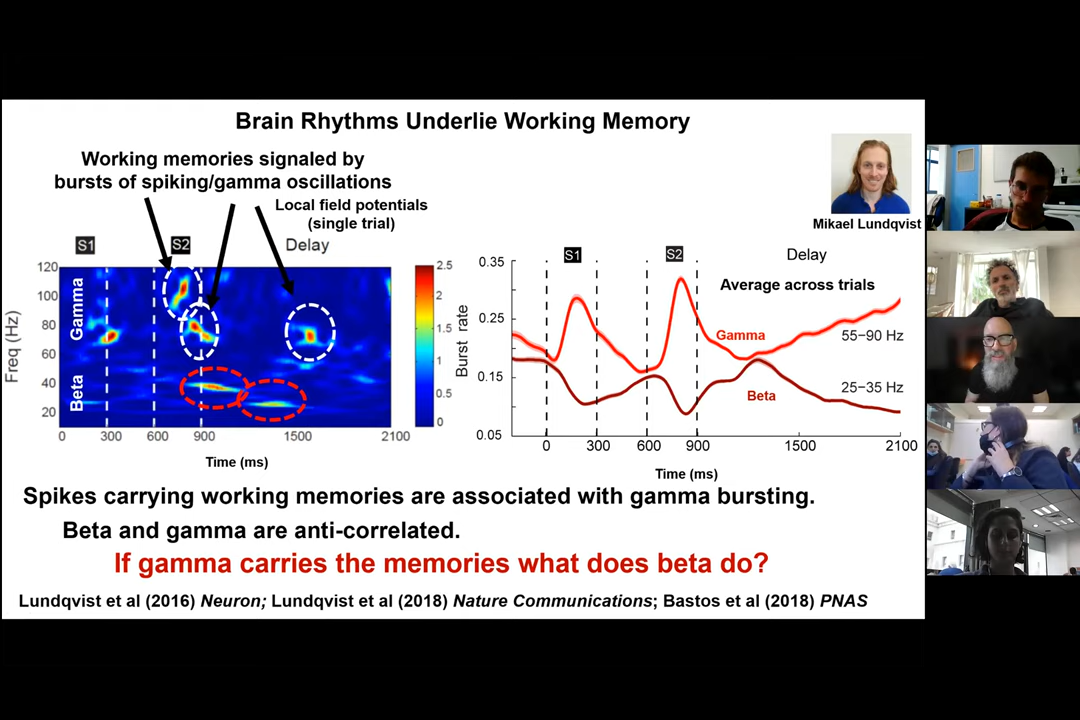 Brain Rhythms Underlie Working Memory
Working memories signaled by
bursts of spiking/gamma oscillations
Local field potentials
(single trial)
Mikael Lundqvist
S1
S2
Delay
Freq (Hz)
120
100
80
60
40
20
Gamma
Beta
0
300
600
900
1500
2100
Time (ms)
2.5
2
1.5
1
0.5
0
S1
S2
Delay
Average across trials
Burst rate
0.35
0.25
0.15
0.05
Gamma
55–90 Hz
Beta
25–35 Hz
0
300
600
900
1500
2100
Time (ms)
Spikes carrying working memories are associated with gamma bursting.
Beta and gamma are anti-correlated.
If gamma carries the memories what does beta do?
Lundqvist et al (2016) Neuron; Lundqvist et al (2018) Nature Communications; Bastos et al (2018) PNAS